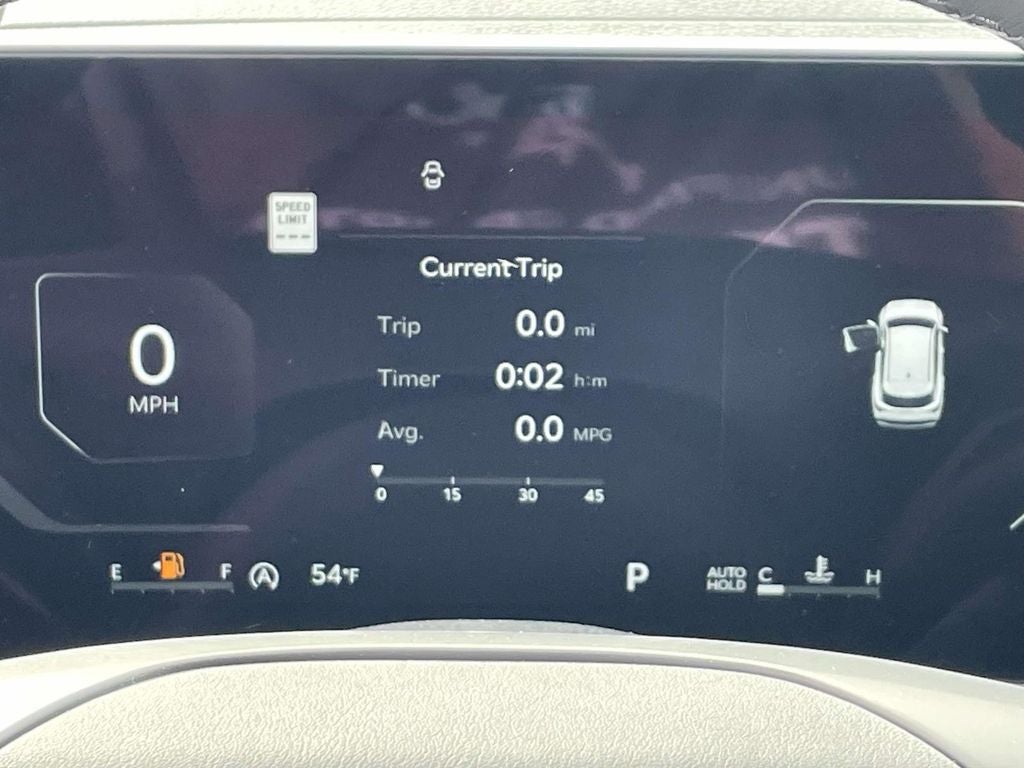 SPEED
LIMIT
---
Current Trip
Trip 0.0 mi
Timer 0:02 h:m
Avg. 0.0 MPG
0 15 30 45
0
MPH
E F A 54°F P AUTO HOLD C H